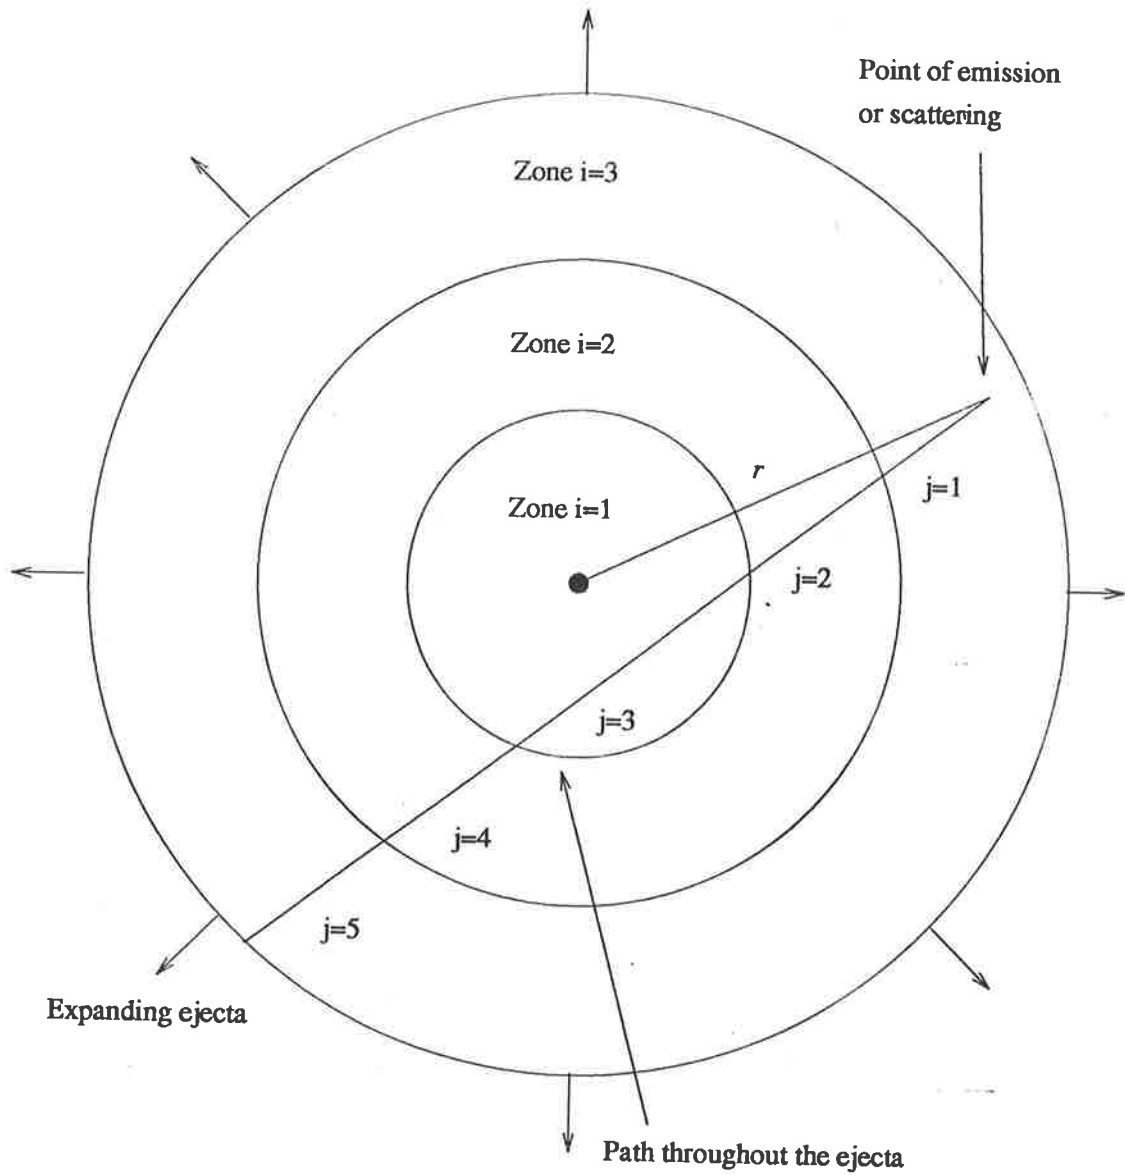 Point of emission
or scattering
Zone i=3
Zone i=2
r
j=1
Zone i=1
j=2
j=3
j=4
j=5
Expanding ejecta
Path throughout the ejecta